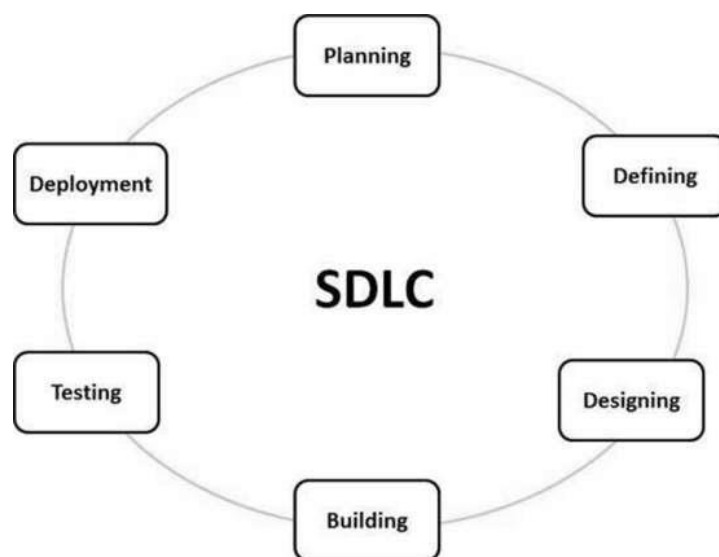 Planning
Defining
Designing
Building
Testing
Deployment
SDLC